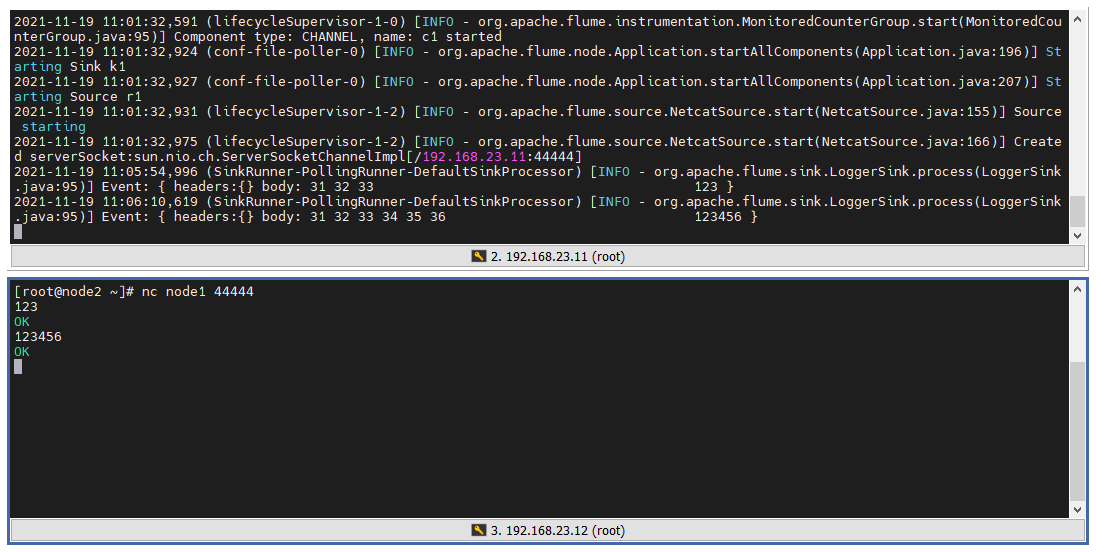 2021-11-19 11:01:32,591 (lifecycleSupervisor-1-0) [INFO - org.apache.flume.instrumentation.MonitoredCounterGroup.start(MonitoredCou
nterGroup.java:95)] Component type: CHANNEL, name: c1 started
2021-11-19 11:01:32,924 (conf-file-poller-0) [INFO - org.apache.flume.node.Application.startAllComponents(Application.java:196)] St
arting Sink k1
2021-11-19 11:01:32,927 (conf-file-poller-0) [INFO - org.apache.flume.node.Application.startAllComponents(Application.java:207)] St
arting Source r1
2021-11-19 11:01:32,931 (lifecycleSupervisor-1-2) [INFO - org.apache.flume.source.NetcatSource.start(NetcatSource.java:155)] Source
 starting
2021-11-19 11:01:32,975 (lifecycleSupervisor-1-2) [INFO - org.apache.flume.source.NetcatSource.start(NetcatSource.java:166)] Create
d serverSocket:sun.nio.ch.ServerSocketChannelImpl[/192.168.23.11:44444]
2021-11-19 11:05:54,996 (SinkRunner-PollingRunner-DefaultSinkProcessor) [INFO - org.apache.flume.sink.LoggerSink.process(LoggerSink
.java:95)] Event: { headers:{} body: 31 32 33                                        123 }
2021-11-19 11:06:10,619 (SinkRunner-PollingRunner-DefaultSinkProcessor) [INFO - org.apache.flume.sink.LoggerSink.process(LoggerSink
.java:95)] Event: { headers:{} body: 31 32 33 34 35 36                               123456 }
2. 192.168.23.11 (root)
[root@node2 ~]# nc node1 44444
123
OK
123456
OK
3. 192.168.23.12 (root)